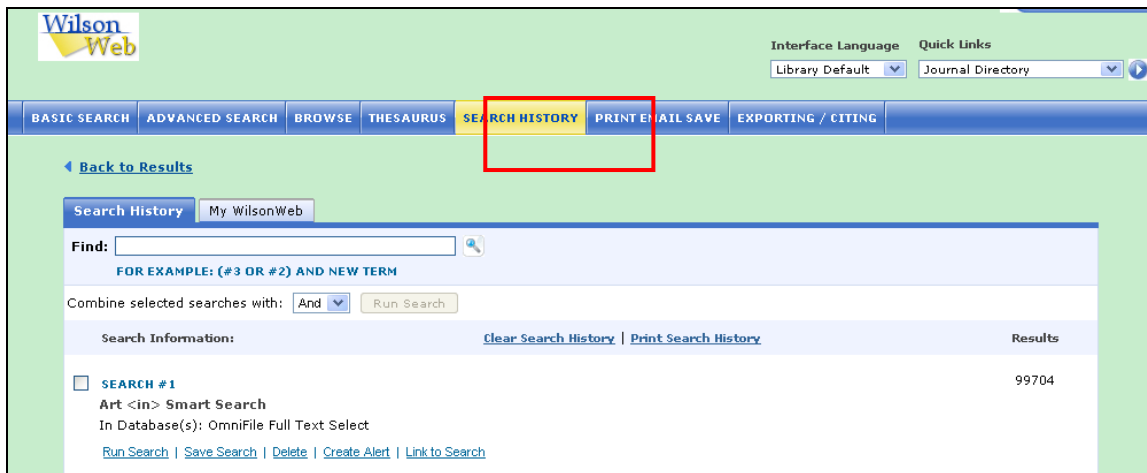 Wilson
Web
Interface Language Quick Links
Library Default Journal Directory
BASIC SEARCH ADVANCED SEARCH BROWSE THESAURUS SEARCH HISTORY PRINT EMAIL SAVE EXPORTING / CITING
Back to Results
Search History My WilsonWeb
Find:
FOR EXAMPLE: (#3 OR #2) AND NEW TERM
Combine selected searches with: And Run Search
Search Information: Clear Search History | Print Search History Results
SEARCH #1 99704
Art <in> Smart Search
In Database(s): OmniFile Full Text Select
Run Search | Save Search | Delete | Create Alert | Link to Search